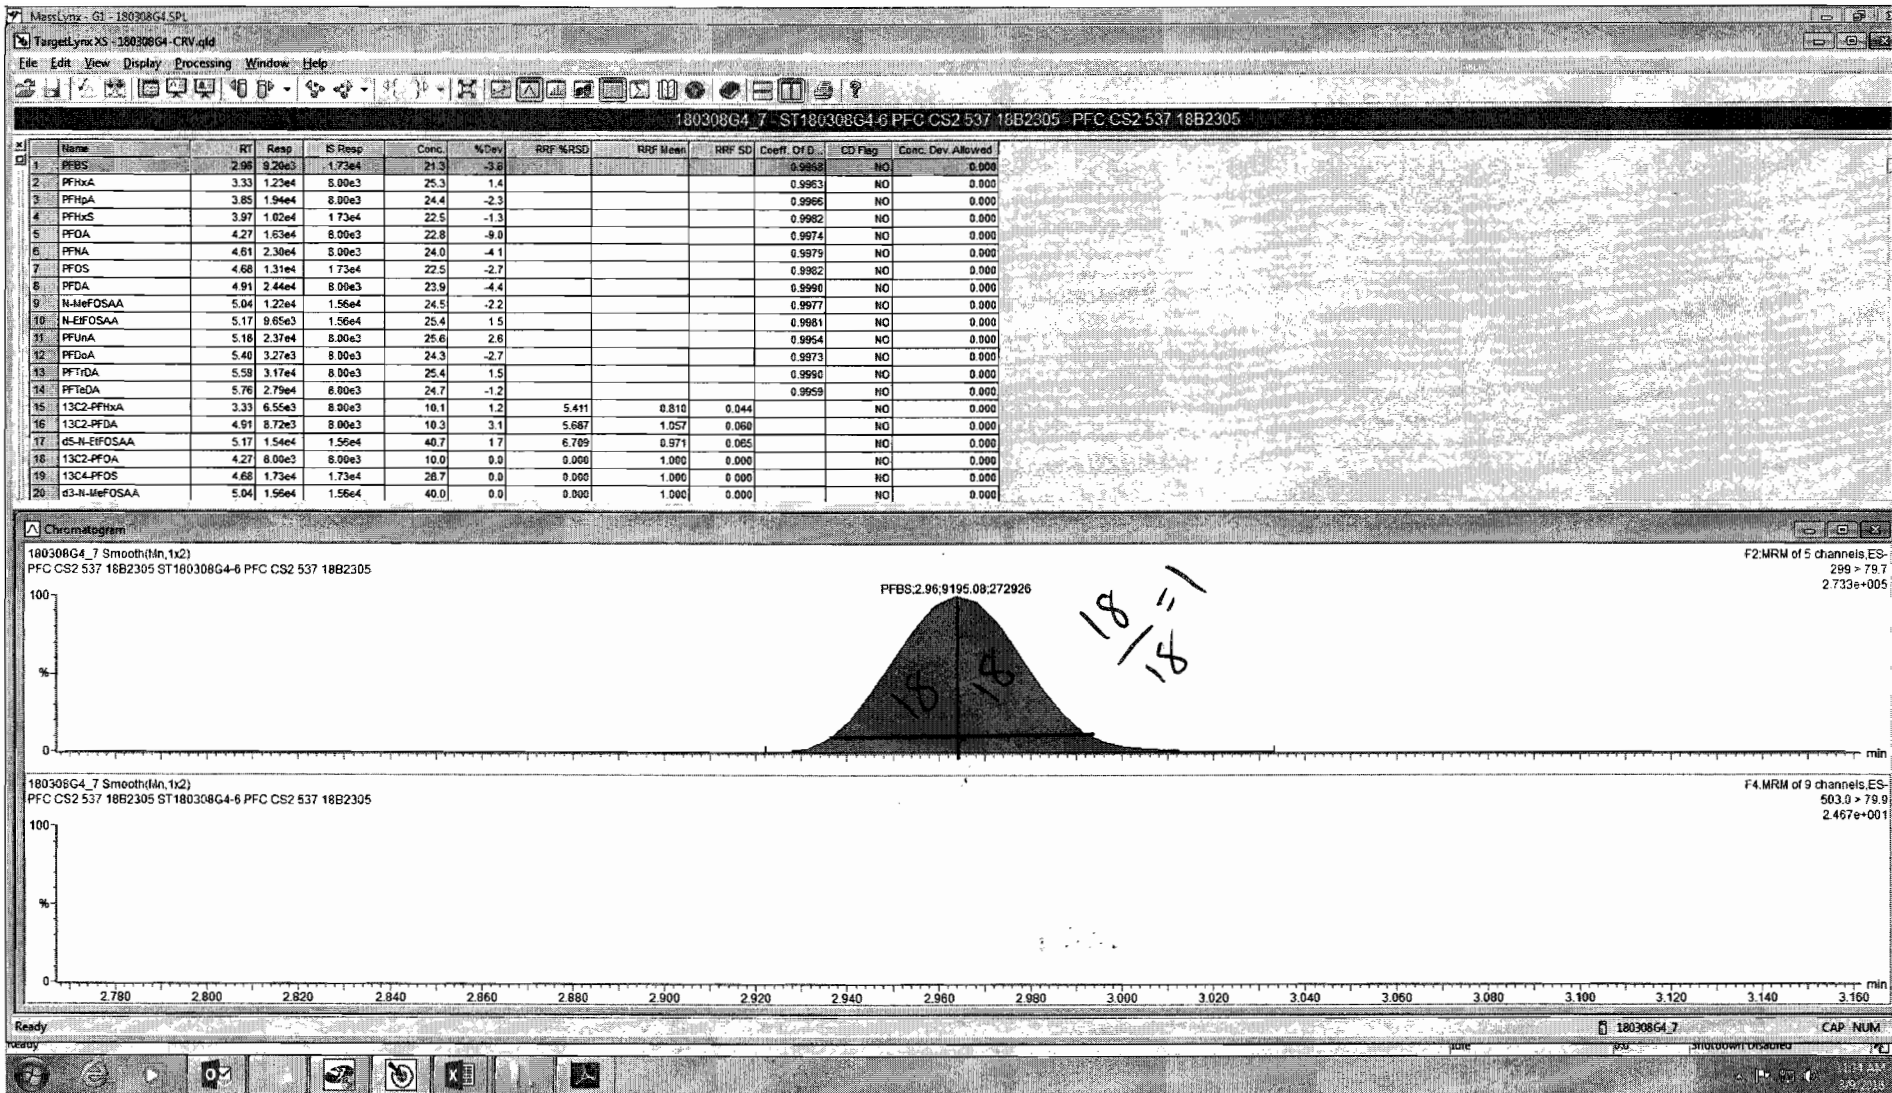 MassLynx - G1 - 180308G4.SPL
TargetLynx XS - 180308G4-CRV.qld
File Edit View Display Processing Window Help
180308G4_7 - ST180308G4-6 PFC CS2 537 18B2305 - PFC CS2 537 18B2305
Name RT Resp IS Resp Conc. %Dev RRF %RSD RRF Mean RRF SD Coeff. Of D... CD Flag Conc. Dev. Allowed
1 PFBS 2.96 9.20e3 1.73e4 21.3 -3.8 NO 0.000
2 PFHxA 3.33 1.23e4 8.00e3 25.3 1.4 0.9963 NO 0.000
3 PFHpA 3.85 1.94e4 8.00e3 24.4 -2.3 0.9966 NO 0.000
4 PFHxS 3.97 1.02e4 1.73e4 22.5 -1.3 0.9982 NO 0.000
5 PFOA 4.27 1.63e4 8.00e3 22.8 -9.0 0.9974 NO 0.000
6 PFNA 4.61 2.30e4 8.00e3 24.0 -4.1 0.9979 NO 0.000
7 PFOS 4.68 1.31e4 1.73e4 22.5 -2.7 0.9982 NO 0.000
8 PFDA 4.91 2.44e4 8.00e3 23.9 -4.4 0.9990 NO 0.000
9 N-MeFOSAA 5.04 1.22e4 1.56e4 24.5 -2.2 0.9977 NO 0.000
10 N-EtFOSAA 5.17 9.65e3 1.56e4 25.4 1.5 0.9981 NO 0.000
11 PFUnA 5.18 2.37e4 8.00e3 25.6 2.6 0.9954 NO 0.000
12 PFDoA 5.40 3.27e3 8.00e3 24.3 -2.7 0.9973 NO 0.000
13 PFTrDA 5.59 3.17e4 8.00e3 25.4 1.5 0.9990 NO 0.000
14 PFTeDA 5.76 2.79e4 8.00e3 24.7 -1.2 0.9959 NO 0.000
15 13C2-PFHxA 3.33 6.55e3 8.00e3 10.1 1.2 5.411 0.810 0.044 NO 0.000
16 13C2-PFDA 4.91 8.72e3 8.00e3 10.3 3.1 5.687 1.057 0.060 NO 0.000
17 d5-N-EtFOSAA 5.17 1.54e4 1.56e4 40.7 1.7 6.709 0.971 0.065 NO 0.000
18 13C2-PFOA 4.27 8.00e3 8.00e3 10.0 0.0 0.000 1.000 0.000 NO 0.000
19 13C4-PFOS 4.68 1.73e4 1.73e4 28.7 0.0 0.000 1.000 0.000 NO 0.000
20 d3-N-MeFOSAA 5.04 1.56e4 1.56e4 40.0 0.0 0.000 1.000 0.000 NO 0.000
Chromatogram
180308G4_7 Smooth(Mn,1x2)
PFC CS2 537 18B2305 ST180308G4-6 PFC CS2 537 18B2305
F2:MRM of 5 channels,ES-
299 > 79.7
2.733e+005
PFBS;2.96;9195.08;272926
18/18 = 1
18 18
100
%
0
min
180308G4_7 Smooth(Mn,1x2)
PFC CS2 537 18B2305 ST180308G4-6 PFC CS2 537 18B2305
F4:MRM of 9 channels,ES-
503.0 > 79.9
2.467e+001
100
%
0
min
2.780 2.800 2.820 2.840 2.860 2.880 2.900 2.920 2.940 2.960 2.980 3.000 3.020 3.040 3.060 3.080 3.100 3.120 3.140 3.160
Ready
180308G4_7 CAP NUM
Ready
Idle 0:0 Shutdown Disabled
11:14 AM
3/9/2018